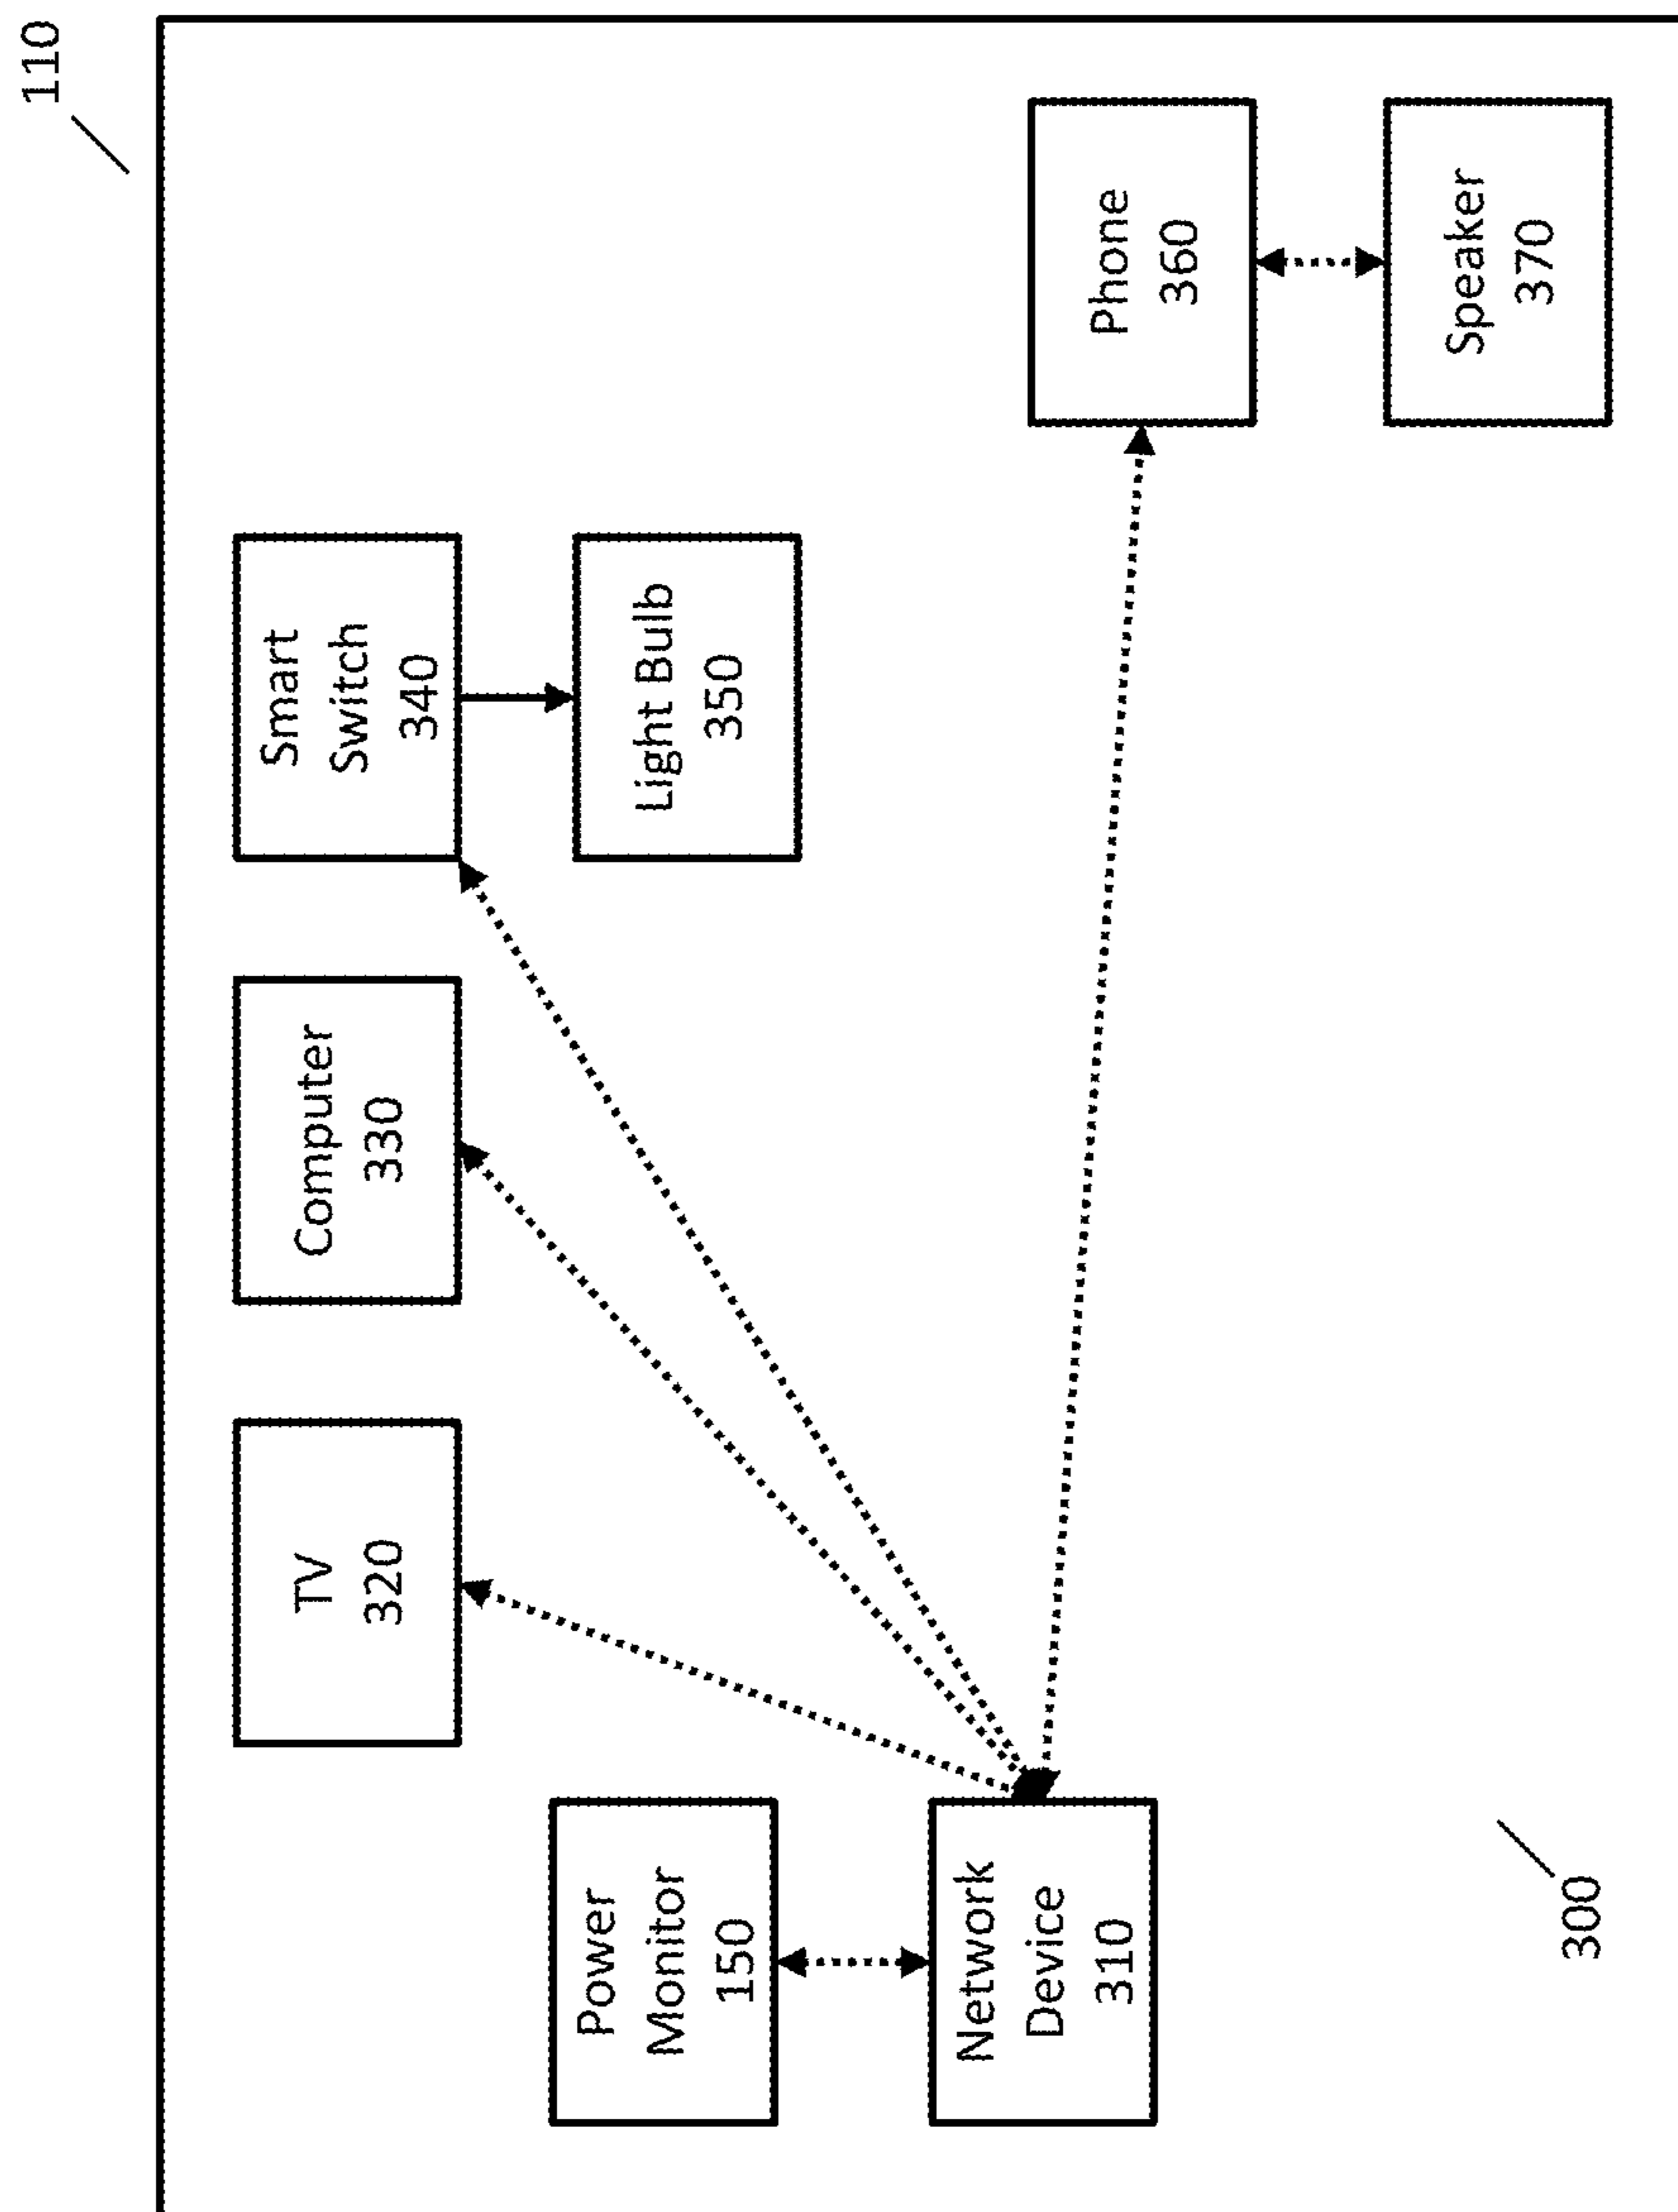 110
TV
320
Computer
330
Smart
Switch
340
Light Bulb
350
Power
Monitor
150
Network
Device
310
Phone
360
Speaker
370
300